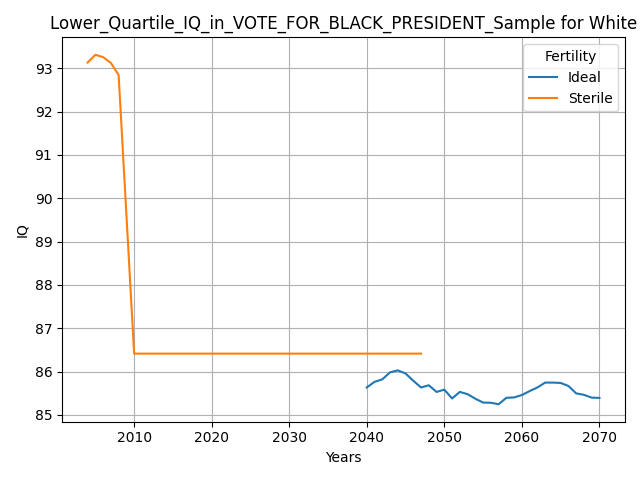 Lower_Quartile_IQ_in_VOTE_FOR_BLACK_PRESIDENT_Sample for White
Fertility
Ideal
Sterile
93
92
91
90
89
88
87
86
85
IQ
2010
2020
2030
2040
2050
2060
2070
Years